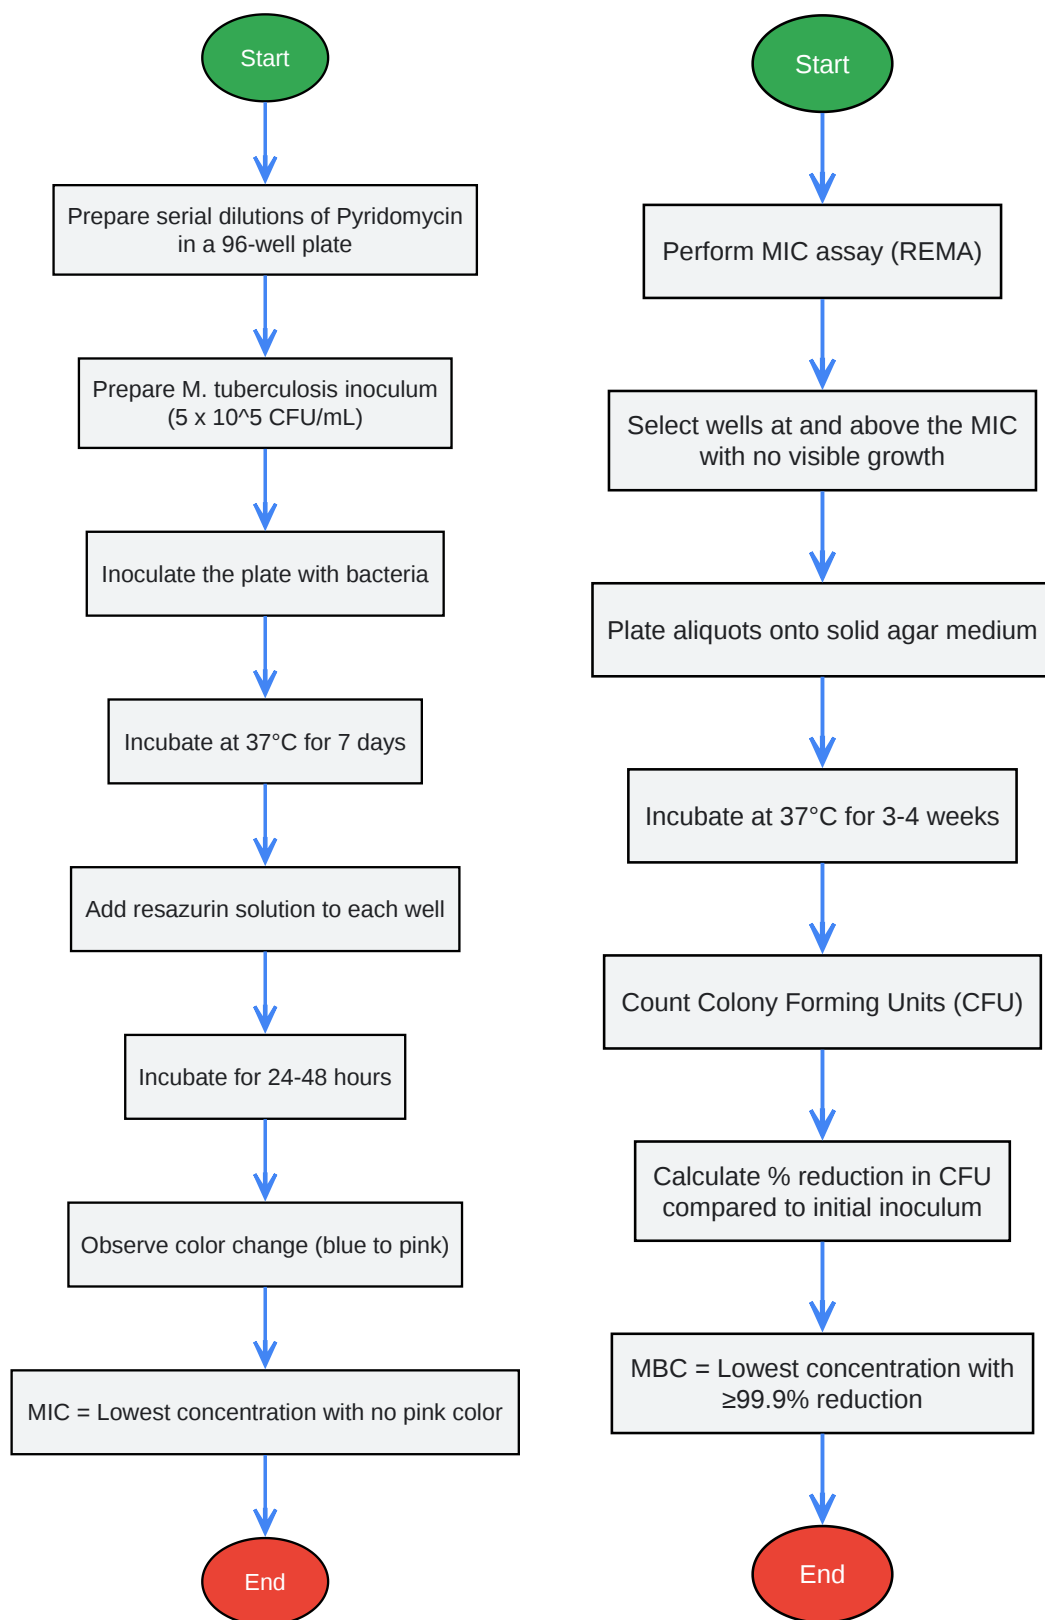 Start
Prepare serial dilutions of Pyridomycin
in a 96-well plate
Prepare M. tuberculosis inoculum
(5 x 10^5 CFU/mL)
Inoculate the plate with bacteria
Incubate at 37°C for 7 days
Add resazurin solution to each well
Incubate for 24-48 hours
Observe color change (blue to pink)
MIC = Lowest concentration with no pink color
End
Start
Perform MIC assay (REMA)
Select wells at and above the MIC
with no visible growth
Plate aliquots onto solid agar medium
Incubate at 37°C for 3-4 weeks
Count Colony Forming Units (CFU)
Calculate % reduction in CFU
compared to initial inoculum
MBC = Lowest concentration with
≥99.9% reduction
End